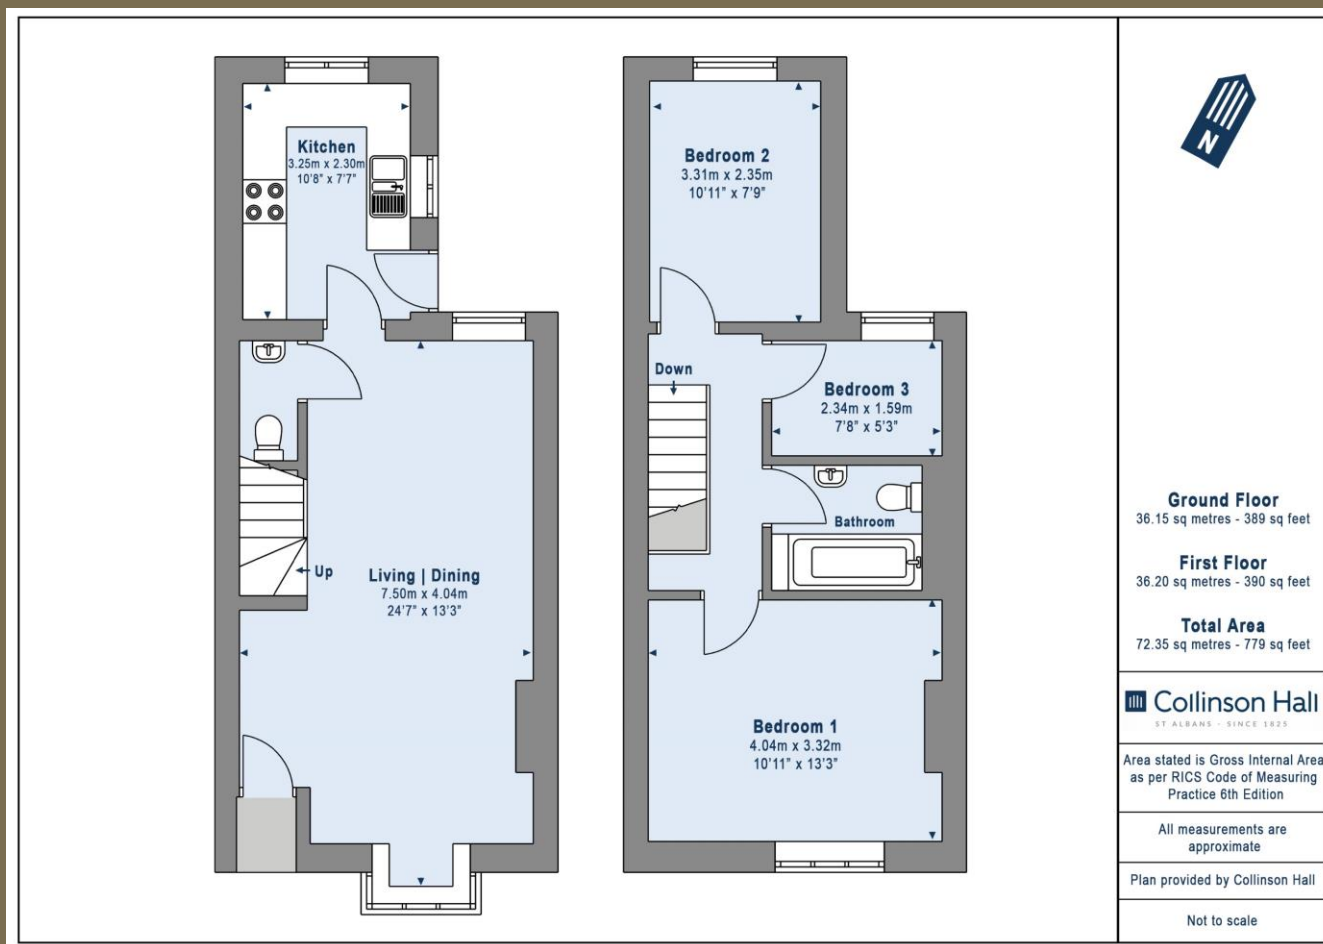 Kitchen
3.25m x 2.30m
10'8" x 7'7"
Up
Living | Dining
7.50m x 4.04m
24'7" x 13'3"
Bedroom 2
3.31m x 2.35m
10'11" x 7'9"
Down
Bedroom 3
2.34m x 1.59m
7'8" x 5'3"
Bathroom
Bedroom 1
4.04m x 3.32m
10'11" x 13'3"
N
Ground Floor
36.15 sq metres - 389 sq feet
First Floor
36.20 sq metres - 390 sq feet
Total Area
72.35 sq metres - 779 sq feet
Collinson Hall
ST ALBANS - SINCE 1825
Area stated is Gross Internal Area
as per RICS Code of Measuring
Practice 6th Edition
All measurements are
approximate
Plan provided by Collinson Hall
Not to scale